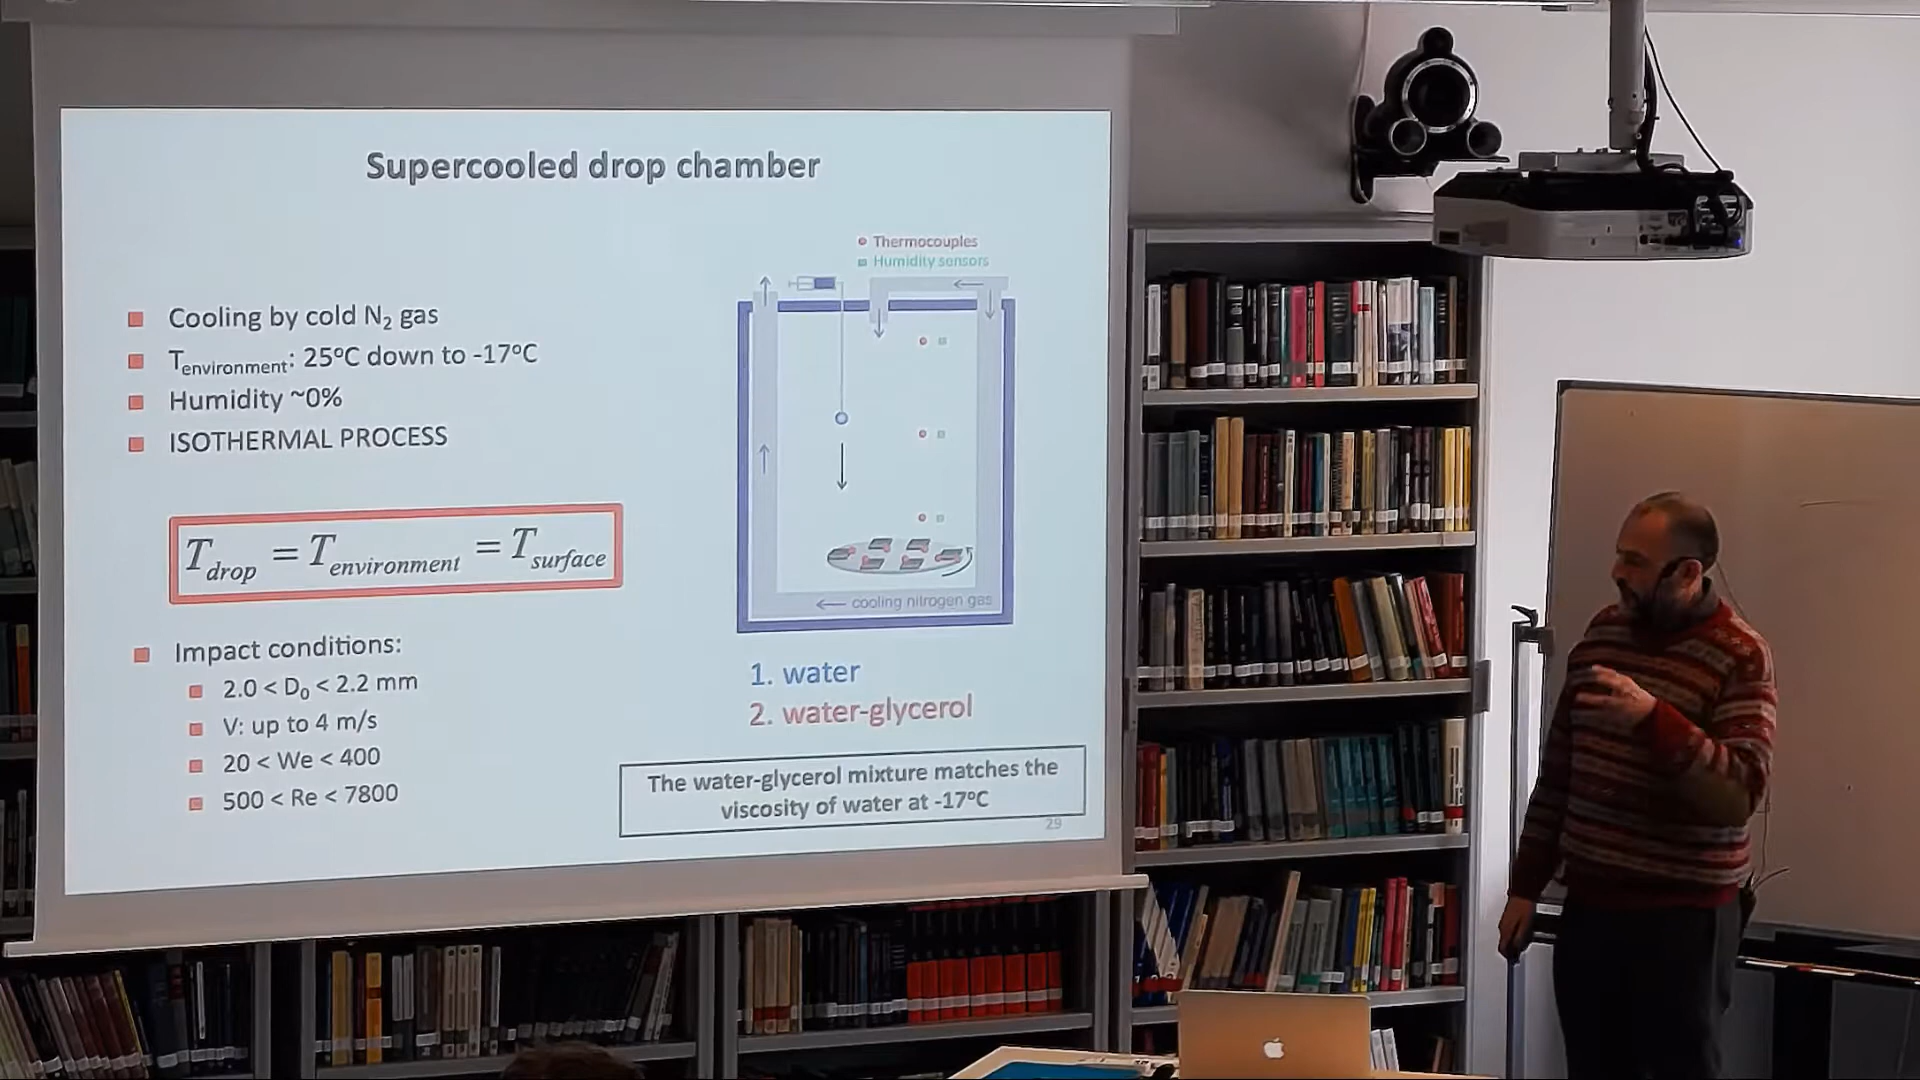 Supercooled drop chamber
Thermocouples
Humidity sensors
Cooling by cold N₂ gas
Tenvironment: 25ºC down to -17ºC
Humidity ~0%
ISOTHERMAL PROCESS
Tdrop = Tenvironment = Tsurface
cooling nitrogen gas
Impact conditions:
2.0 < D₀ < 2.2 mm
V: up to 4 m/s
20 < We < 400
500 < Re < 7800
1. water
2. water-glycerol
The water-glycerol mixture matches the
viscosity of water at -17ºC
29